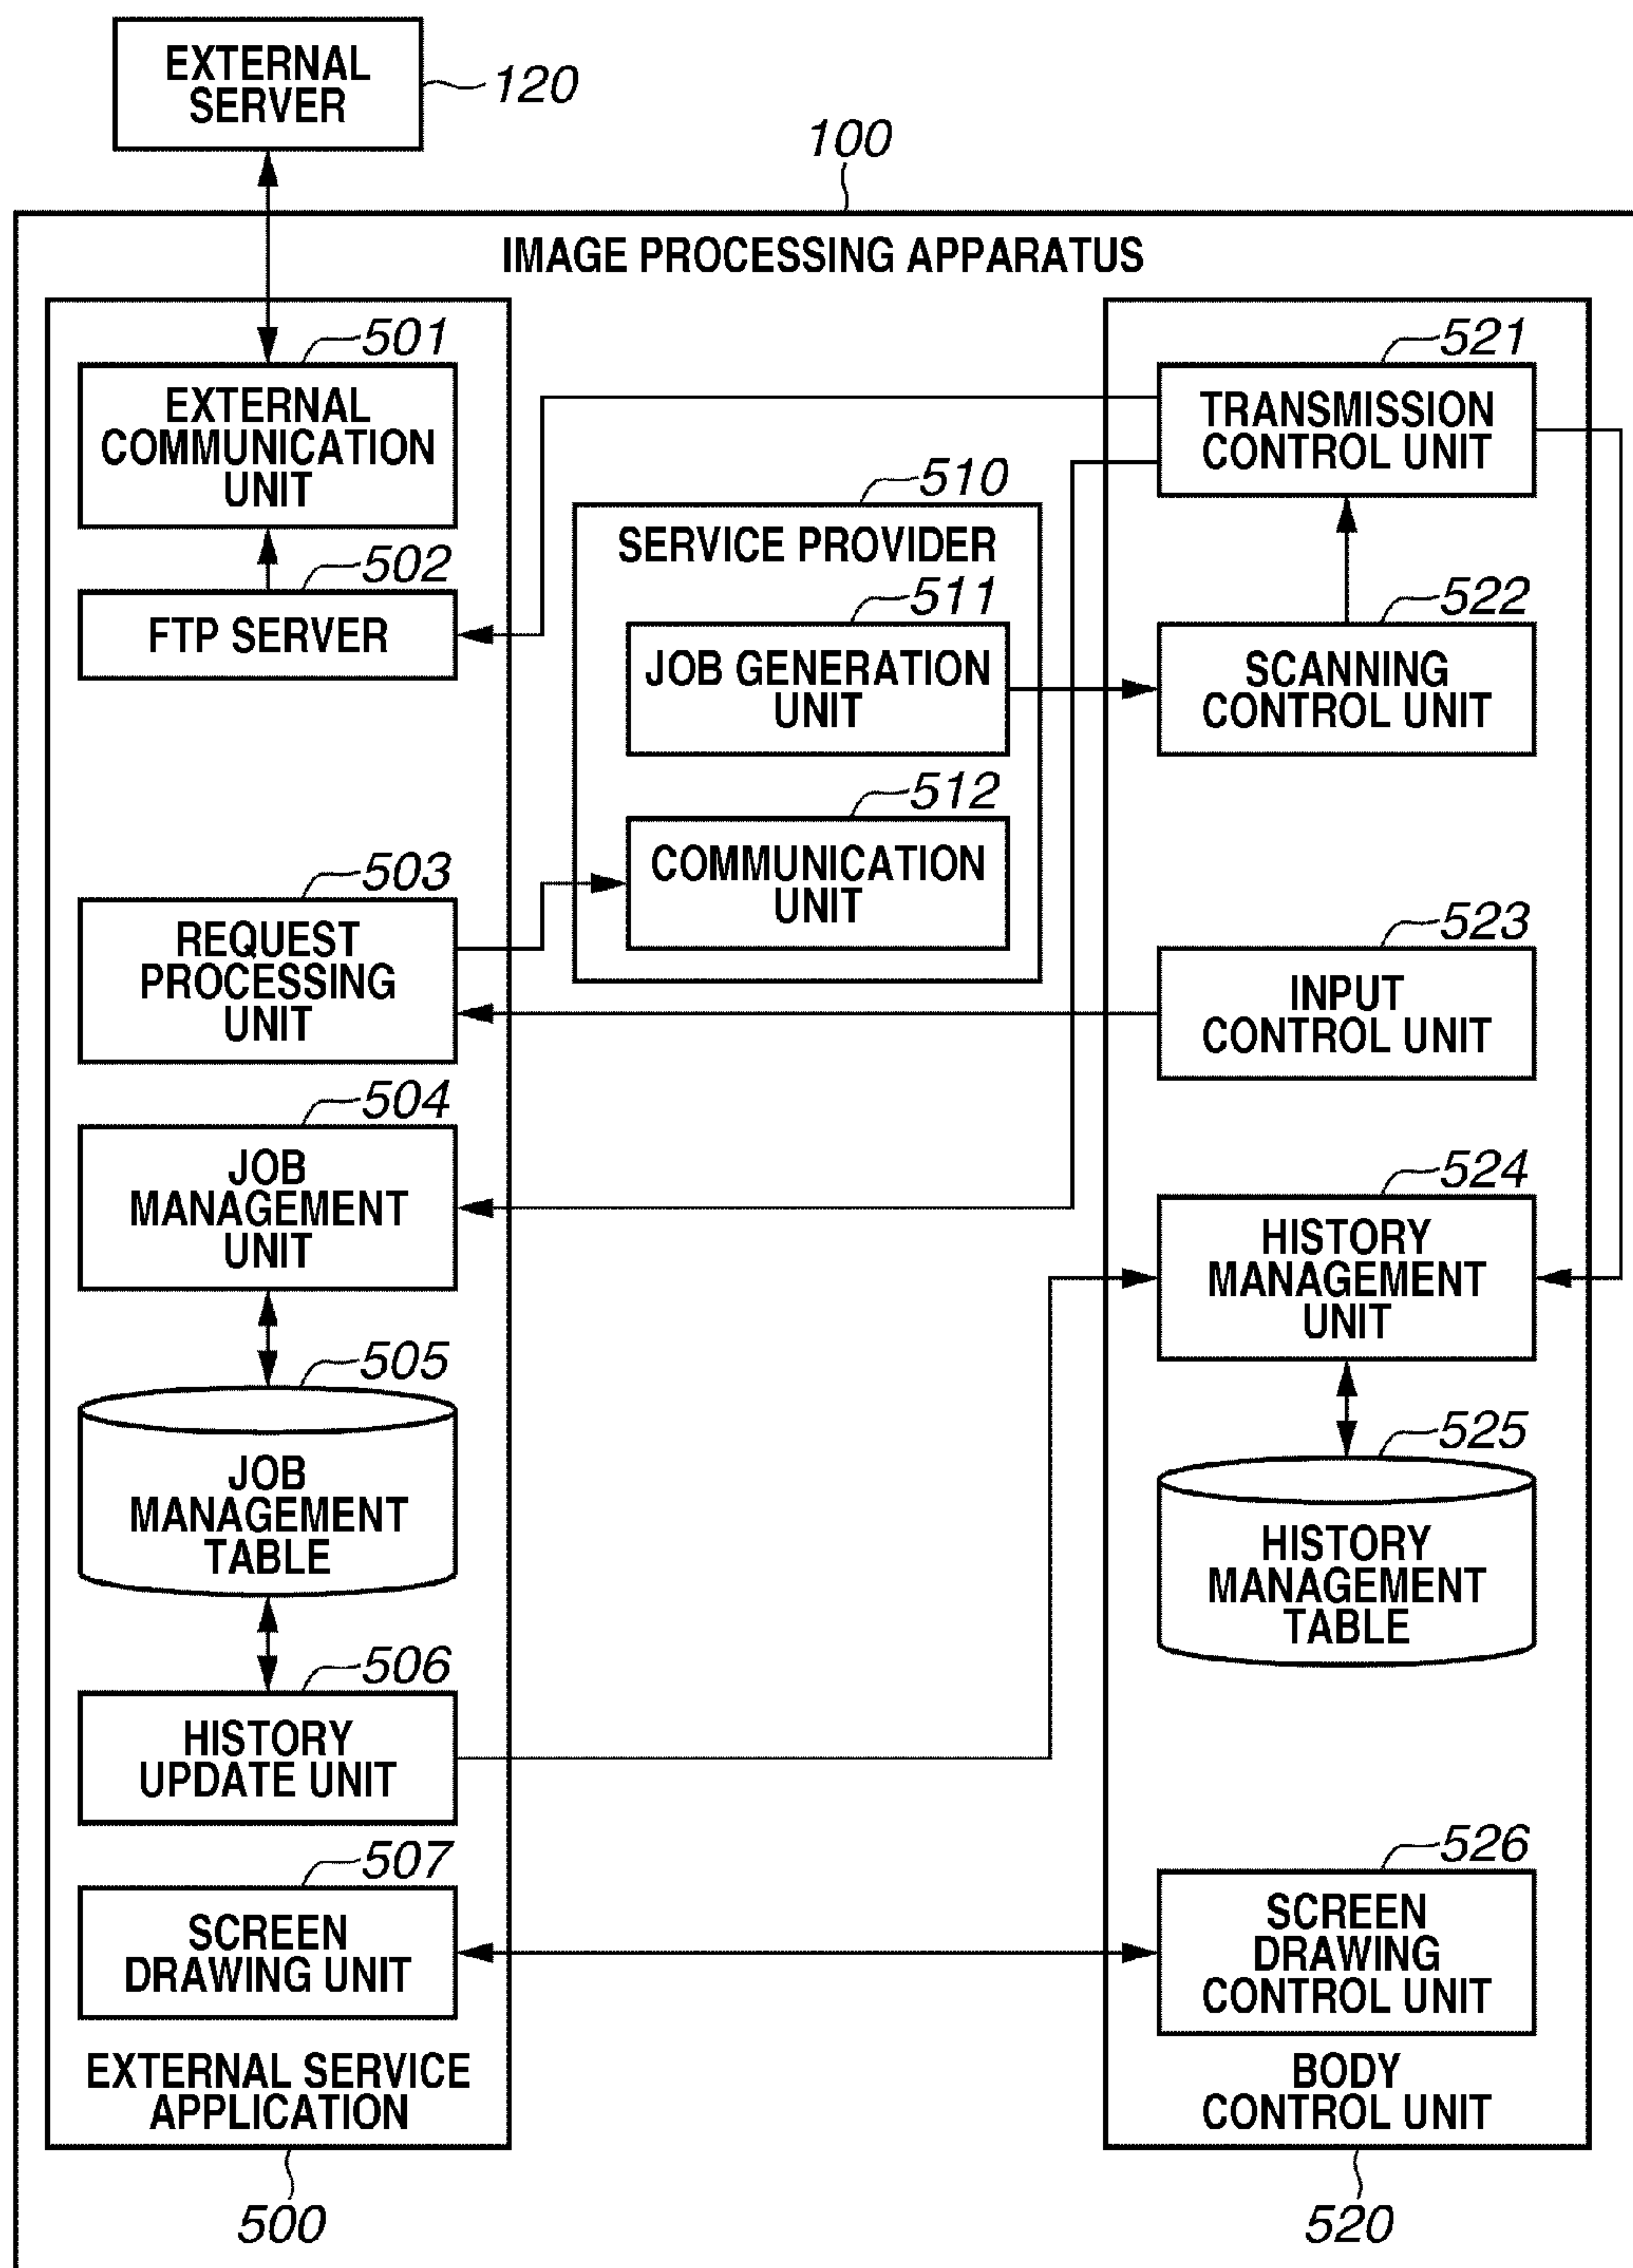 EXTERNAL
SERVER
120
100
IMAGE PROCESSING APPARATUS
501
EXTERNAL
COMMUNICATION
UNIT
502
FTP SERVER
503
REQUEST
PROCESSING
UNIT
504
JOB
MANAGEMENT
UNIT
505
JOB
MANAGEMENT
TABLE
506
HISTORY
UPDATE UNIT
507
SCREEN
DRAWING UNIT
EXTERNAL SERVICE
APPLICATION
500
510
SERVICE PROVIDER
511
JOB GENERATION
UNIT
512
COMMUNICATION
UNIT
521
TRANSMISSION
CONTROL UNIT
522
SCANNING
CONTROL UNIT
523
INPUT
CONTROL UNIT
524
HISTORY
MANAGEMENT
UNIT
525
HISTORY
MANAGEMENT
TABLE
526
SCREEN
DRAWING
CONTROL UNIT
BODY
CONTROL UNIT
520